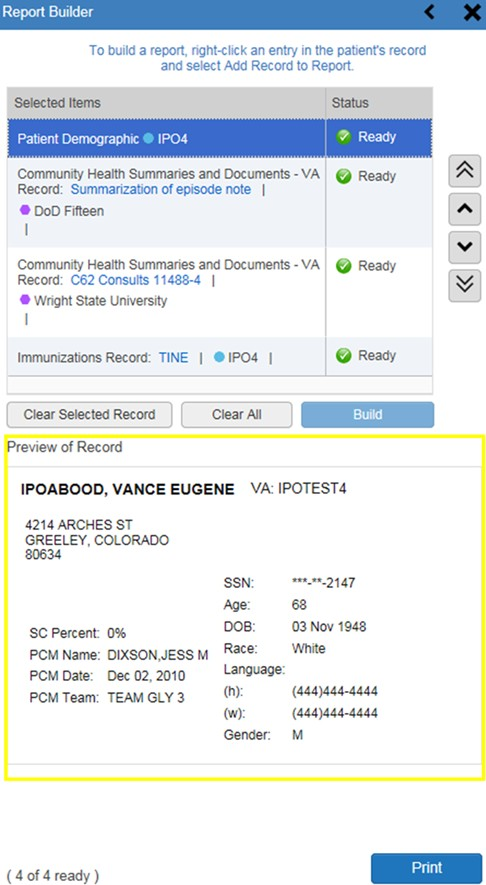 Report Builder
To build a report, right-click an entry in the patient's record
and select Add Record to Report.
Selected Items Status
Patient Demographic IPO4 Ready
Community Health Summaries and Documents - VA Ready
Record: Summarization of episode note |
DoD Fifteen
|
Community Health Summaries and Documents - VA Ready
Record: C62 Consults 11488-4 |
Wright State University
|
Immunizations Record: TINE | IPO4 | Ready
Clear Selected Record Clear All Build
Preview of Record
IPOABOOD, VANCE EUGENE VA: IPOTEST4
4214 ARCHES ST
GREELEY, COLORADO
80634
SSN: ***-**-2147
Age: 68
DOB: 03 Nov 1948
SC Percent: 0% Race: White
PCM Name: DIXSON,JESS M Language:
PCM Date: Dec 02, 2010 (h): (444)444-4444
PCM Team: TEAM GLY 3 (w): (444)444-4444
Gender: M
( 4 of 4 ready ) Print